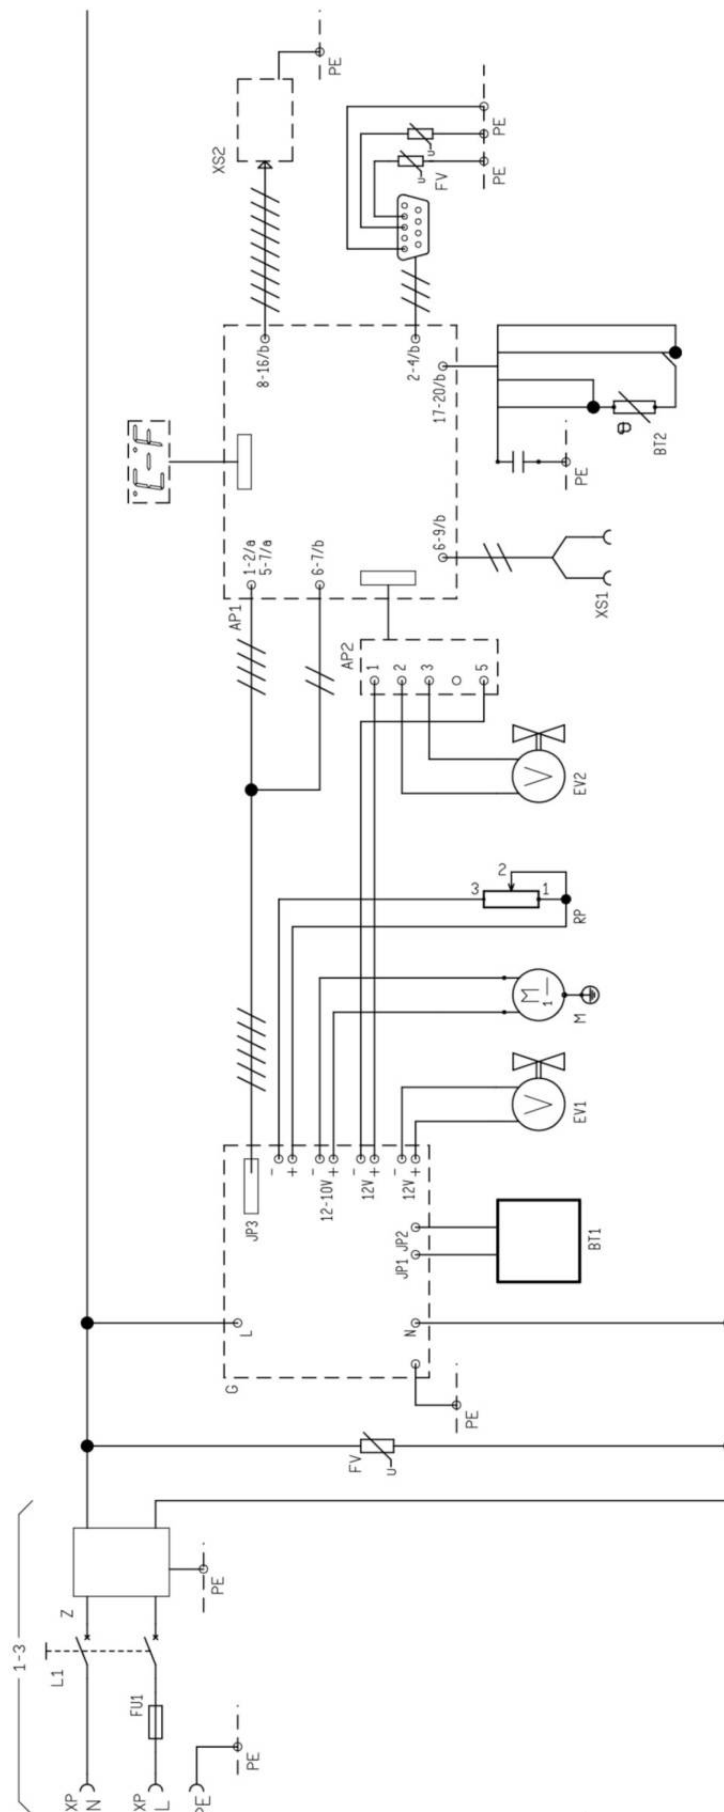 XS2
PE
PE
PE
FV
u
u
8-16/b
2-4/b
17-20/b
°C-°F
θ
BT2
PE
1-2/a
5-7/a
6-7/b
6-9/b
AP1
XS1
AP2
1
2
3
5
EV2
3
2
1
RP
M
1
M
EV1
JP3
-
+
-
12-10V +
-
12V +
-
12V +
JP1 JP2
BT1
L
N
G
PE
FV
u
1-3
Z
PE
L1
FU1
PE
XP
N
XP
L
PE